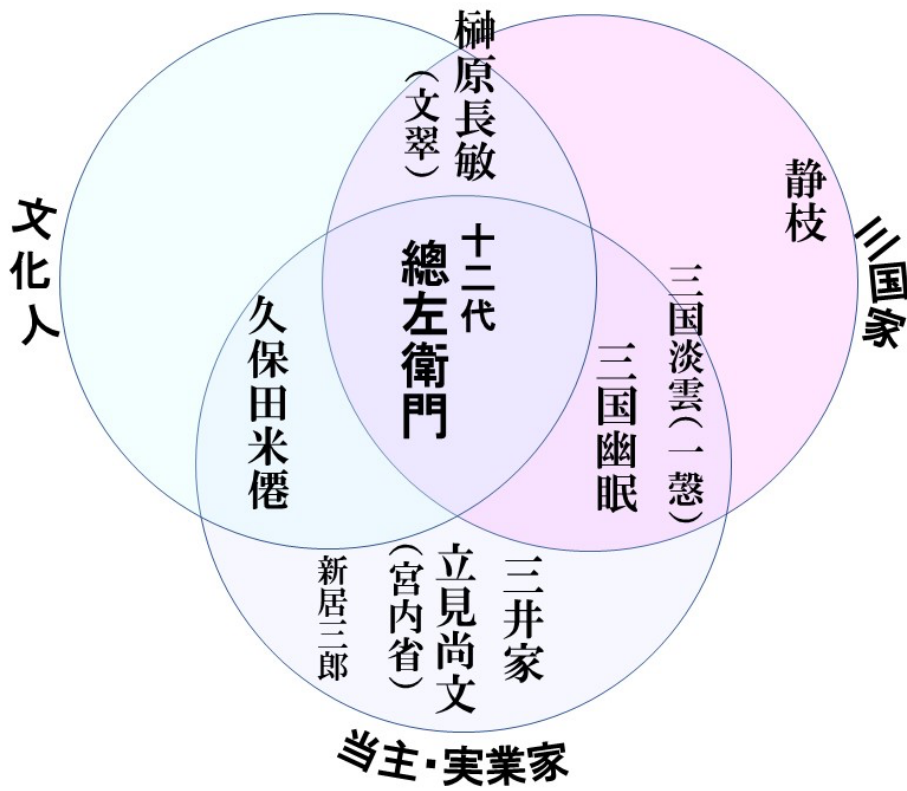 榊原長敏
（文翠）
静枝
三国家
文化人
十二代
總左衛門
三国淡雲（一慤）
三国幽眠
久保田米僊
三井家
立見尚文
（宮内省）
新居三郎
当主・実業家